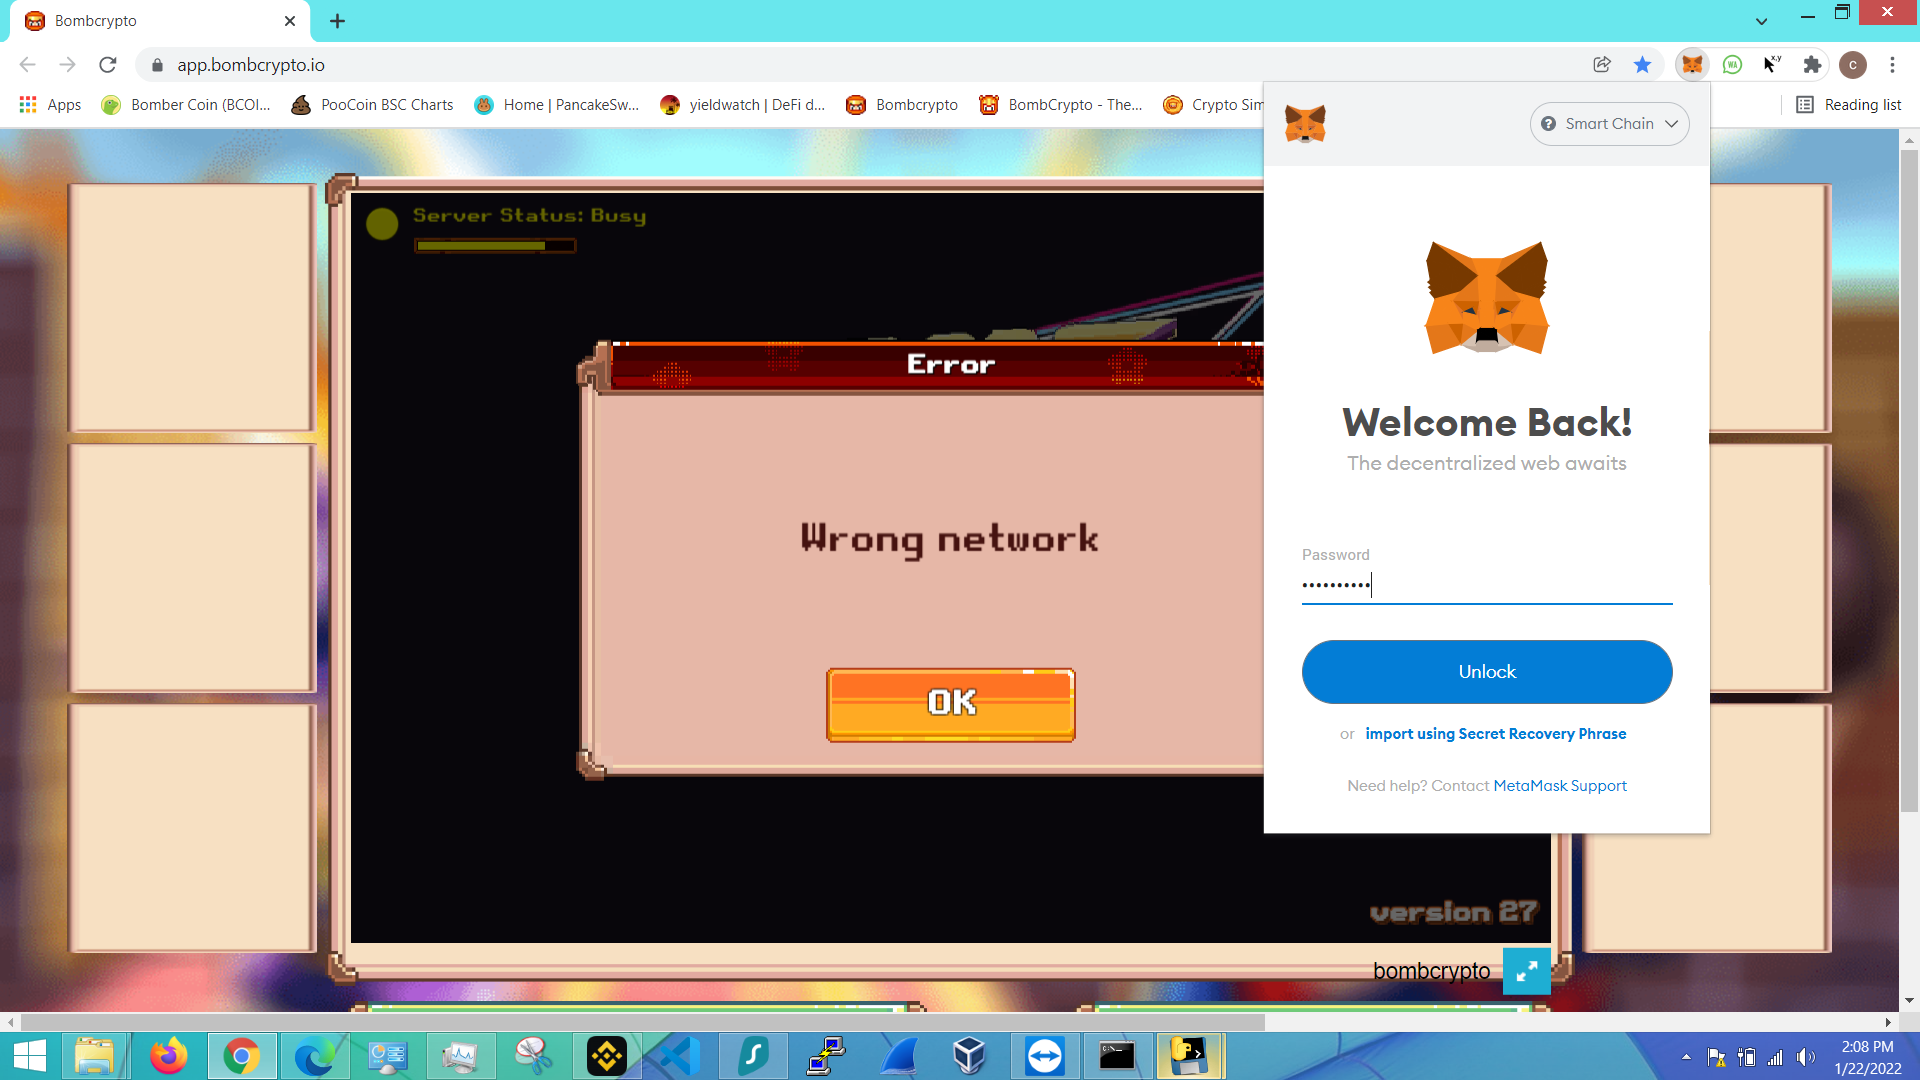 Bombcrypto
app.bombcrypto.io
WA
x,y
c
Apps
Bomber Coin (BCOI...
PooCoin BSC Charts
Home | PancakeSw...
yieldwatch | DeFi d...
Bombcrypto
BombCrypto - The...
Crypto Sim
Reading list
Smart Chain
Server Status: Busy
Error
Wrong network
OK
Welcome Back!
The decentralized web awaits
Password
Unlock
or import using Secret Recovery Phrase
Need help? Contact MetaMask Support
version 27
bombcrypto
2:08 PM
1/22/2022